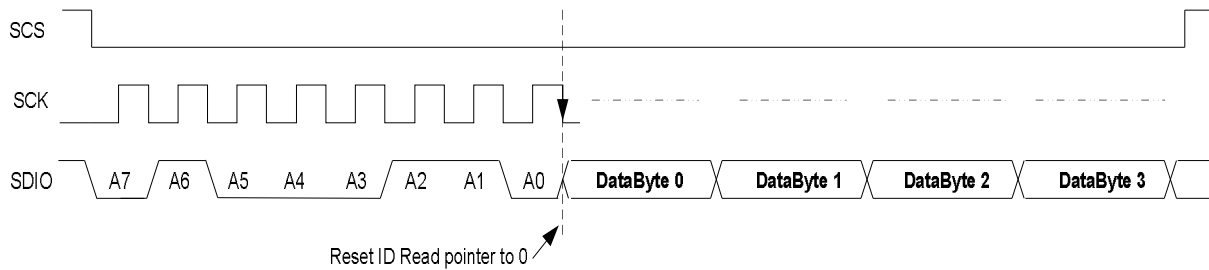 SCS
SCK
SDIO A7 A6 A5 A4 A3 A2 A1 A0 DataByte 0 DataByte 1 DataByte 2 DataByte 3
Reset ID Read pointer to 0